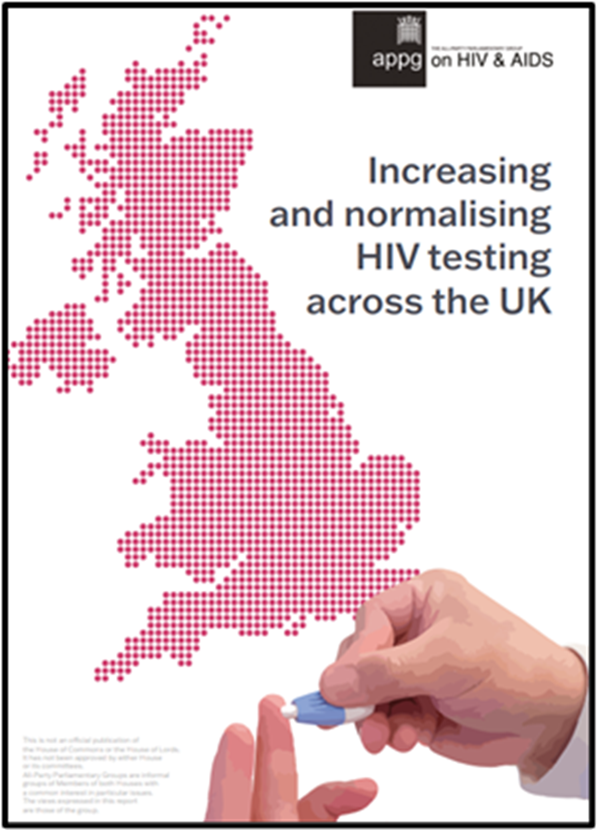 appg
THE ALL-PARTY PARLIAMENTARY GROUP
on HIV & AIDS
Increasing
and normalising
HIV testing
across the UK
This is not an official publication of
the House of Commons or the House of Lords.
It has not been approved by either House
or its committees.
All-Party Parliamentary Groups are informal
groups of Members of both Houses with
a common interest in particular issues.
The views expressed in this report
are those of the group.